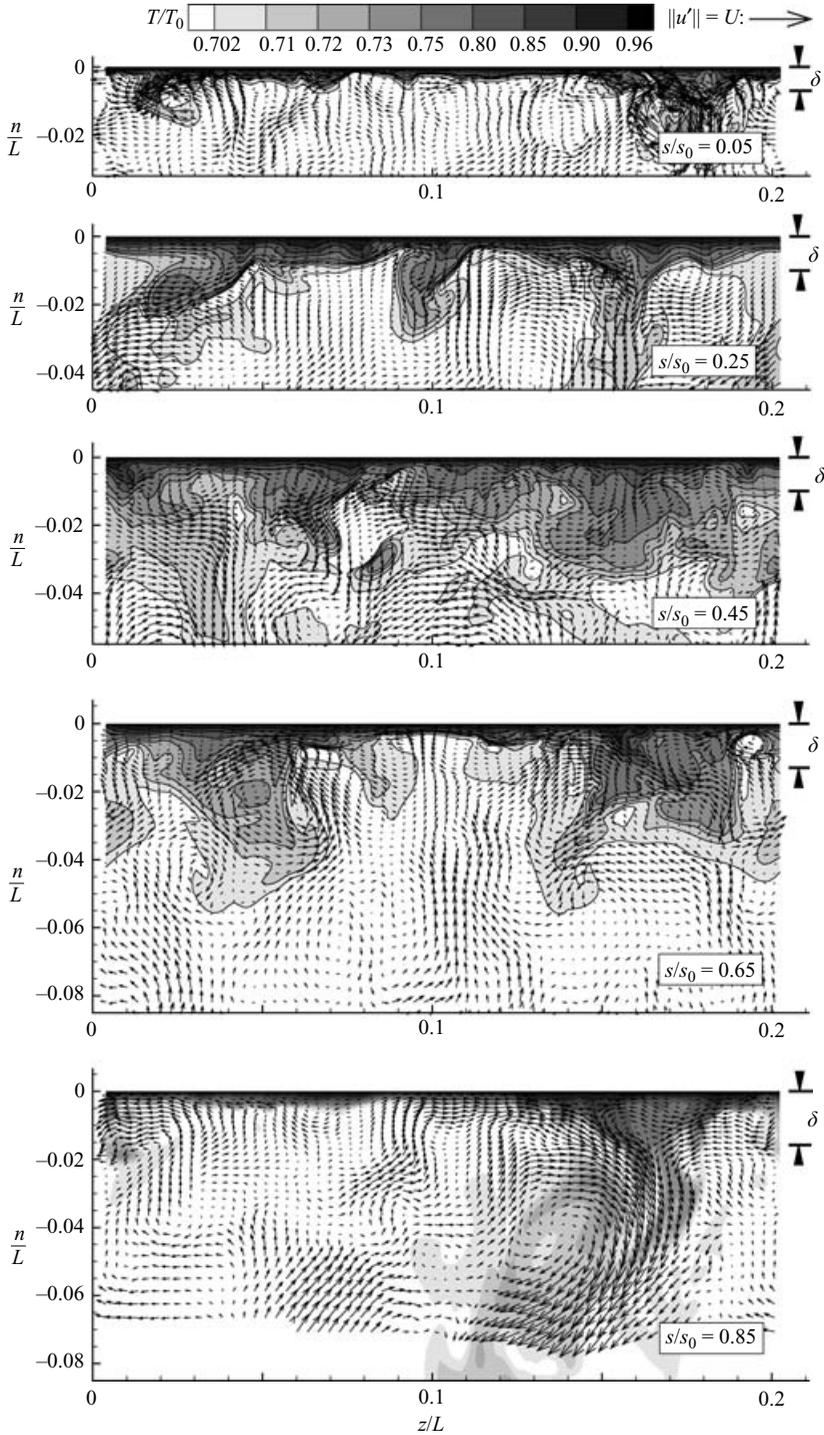 T/T0 ‖u′‖ = U:
0.702 0.71 0.72 0.73 0.75 0.80 0.85 0.90 0.96
0
δ
n/L
–0.02
s/s0 = 0.05
0 0.1 0.2
0
δ
n/L
–0.02
–0.04
s/s0 = 0.25
0 0.1 0.2
0
δ
n/L
–0.02
–0.04
s/s0 = 0.45
0 0.1 0.2
0
δ
–0.02
n/L
–0.04
–0.06
–0.08
s/s0 = 0.65
0 0.1 0.2
0
δ
–0.02
n/L
–0.04
–0.06
–0.08
s/s0 = 0.85
0 0.1 0.2
z/L